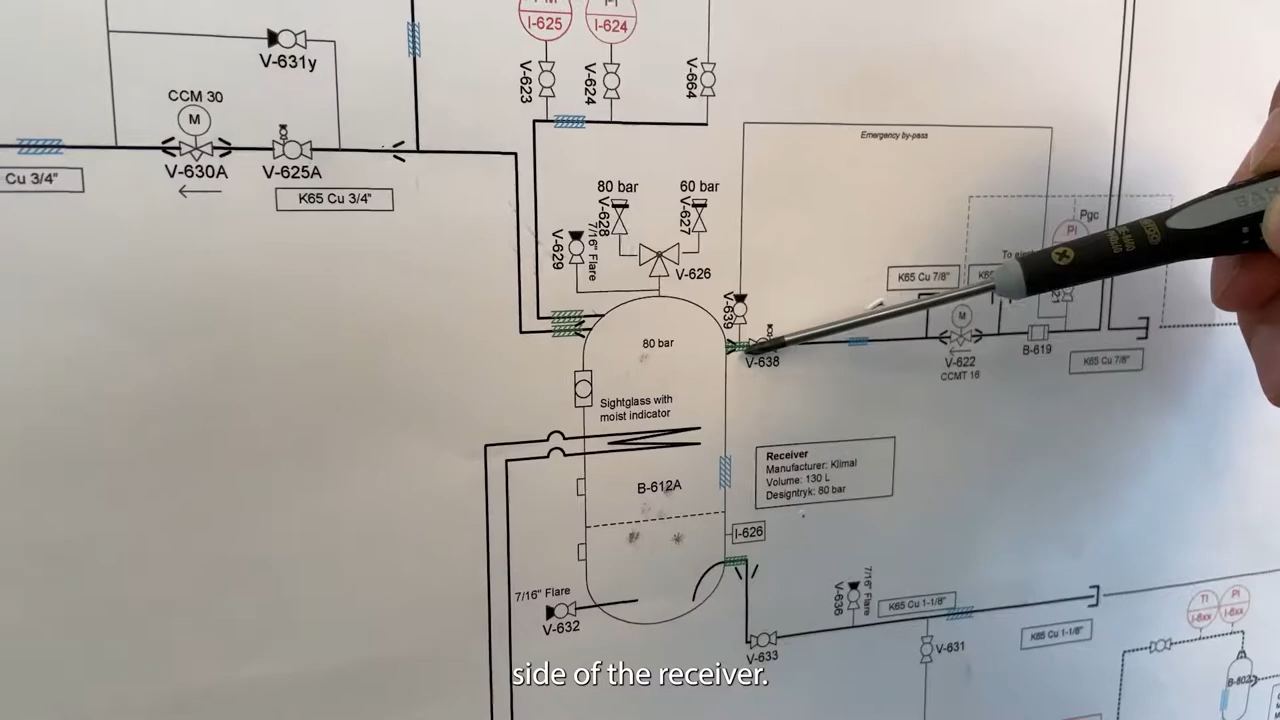 I-625
I-624
V-631y
V-623
V-624
V-664
CCM 30
M
V-630A
V-625A
Cu 3/4"
K65 Cu 3/4"
Emergency by-pass
80 bar
60 bar
V-628
V-627
7/16" Flare
V-629
V-626
Pgc
PI
K65 Cu 7/8"
K65
V-639
80 bar
V-638
M
V-622
CCMT 16
B-619
K65 Cu 7/8"
Sightglass with
moist indicator
B-612A
Receiver
Manufacturer: Klimal
Volume: 130 L
Designtryk: 80 bar
I-626
7/16" Flare
V-632
V-633
V-636
7/16" Flare
K65 Cu 1-1/8"
V-631
K65 Cu 1-1/8"
TI
I-6xx
PI
I-6xx
B-802
side of the receiver.